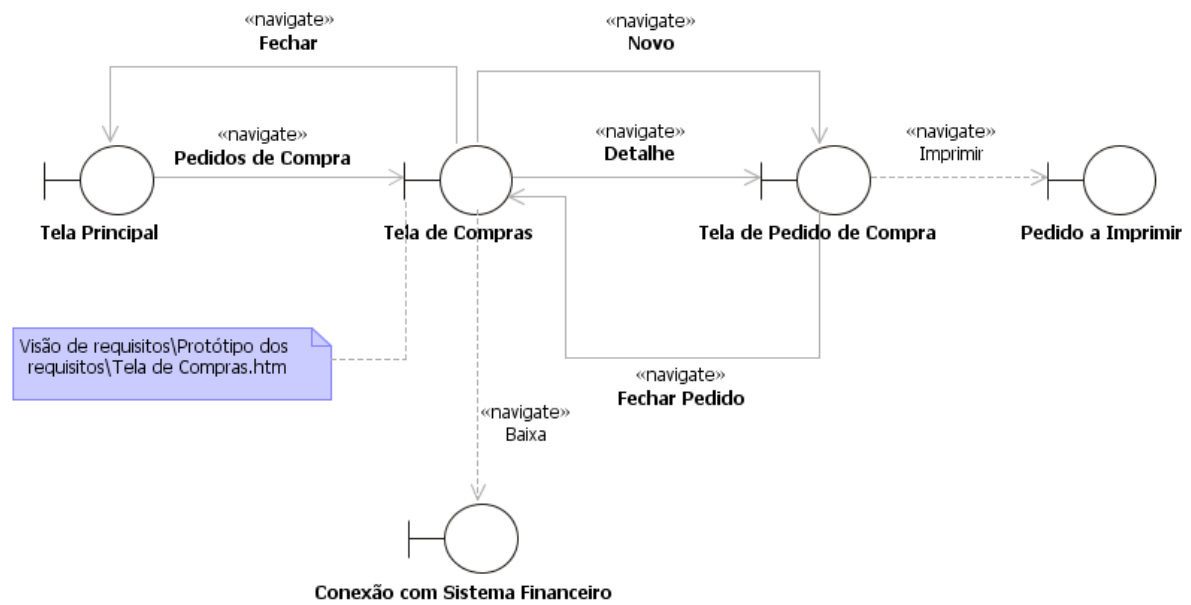 «navigate»
Fechar
«navigate»
Novo
«navigate»
Pedidos de Compra
«navigate»
Detalhe
«navigate»
Imprimir
Tela Principal
Tela de Compras
Tela de Pedido de Compra
Pedido a Imprimir
Visão de requisitos\Protótipo dos
requisitos\Tela de Compras.htm
«navigate»
Fechar Pedido
«navigate»
Baixa
Conexão com Sistema Financeiro